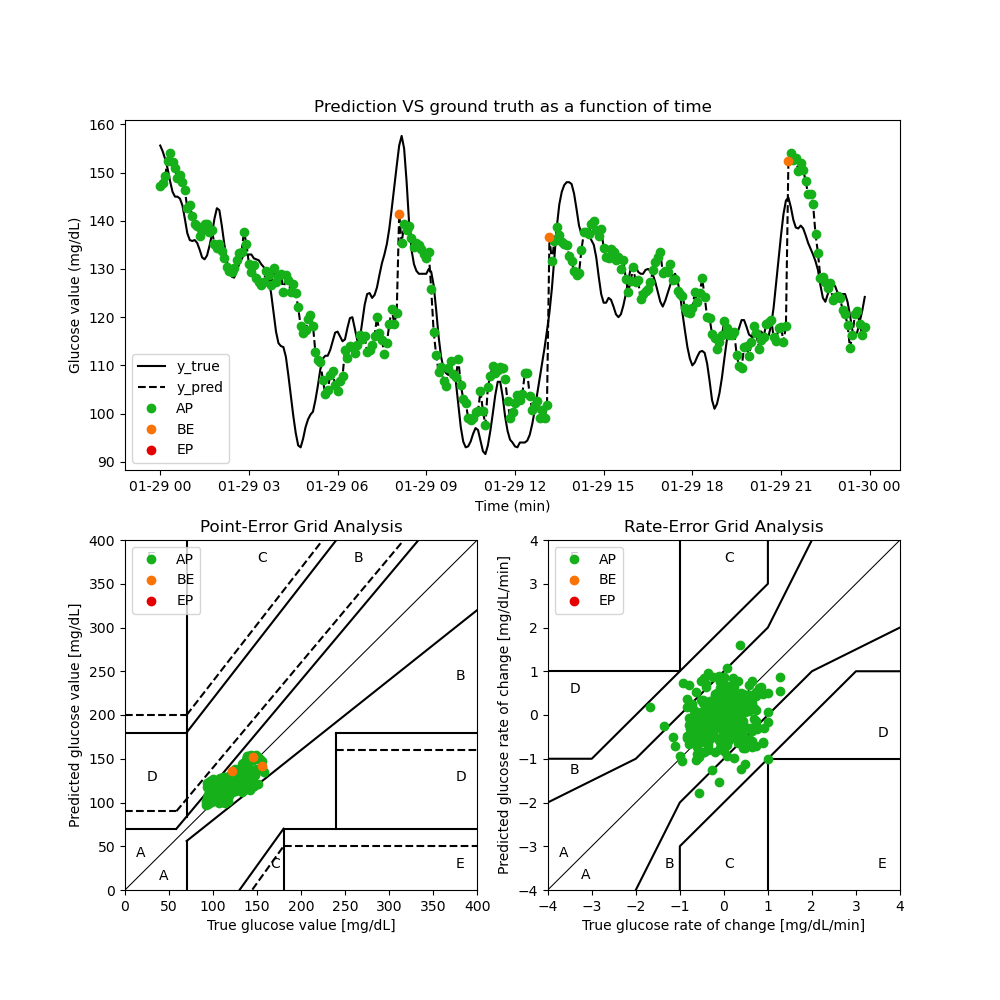 Prediction VS ground truth as a function of time
Glucose value (mg/dL)
160
150
140
130
120
110
100
90
y_true
y_pred
AP
BE
EP
01-29 00 01-29 03 01-29 06 01-29 09 01-29 12 01-29 15 01-29 18 01-29 21 01-30 00
Time (min)
Point-Error Grid Analysis
Predicted glucose value [mg/dL]
400
350
300
250
200
150
100
50
0
AP
BE
EP
C B
B
D D
A
A C E
0 50 100 150 200 250 300 350 400
True glucose value [mg/dL]
Rate-Error Grid Analysis
Predicted glucose rate of change [mg/dL/min]
4
3
2
1
0
−1
−2
−3
−4
AP
BE
EP
C
D
D
B
A
A B C E
−4 −3 −2 −1 0 1 2 3 4
True glucose rate of change [mg/dL/min]